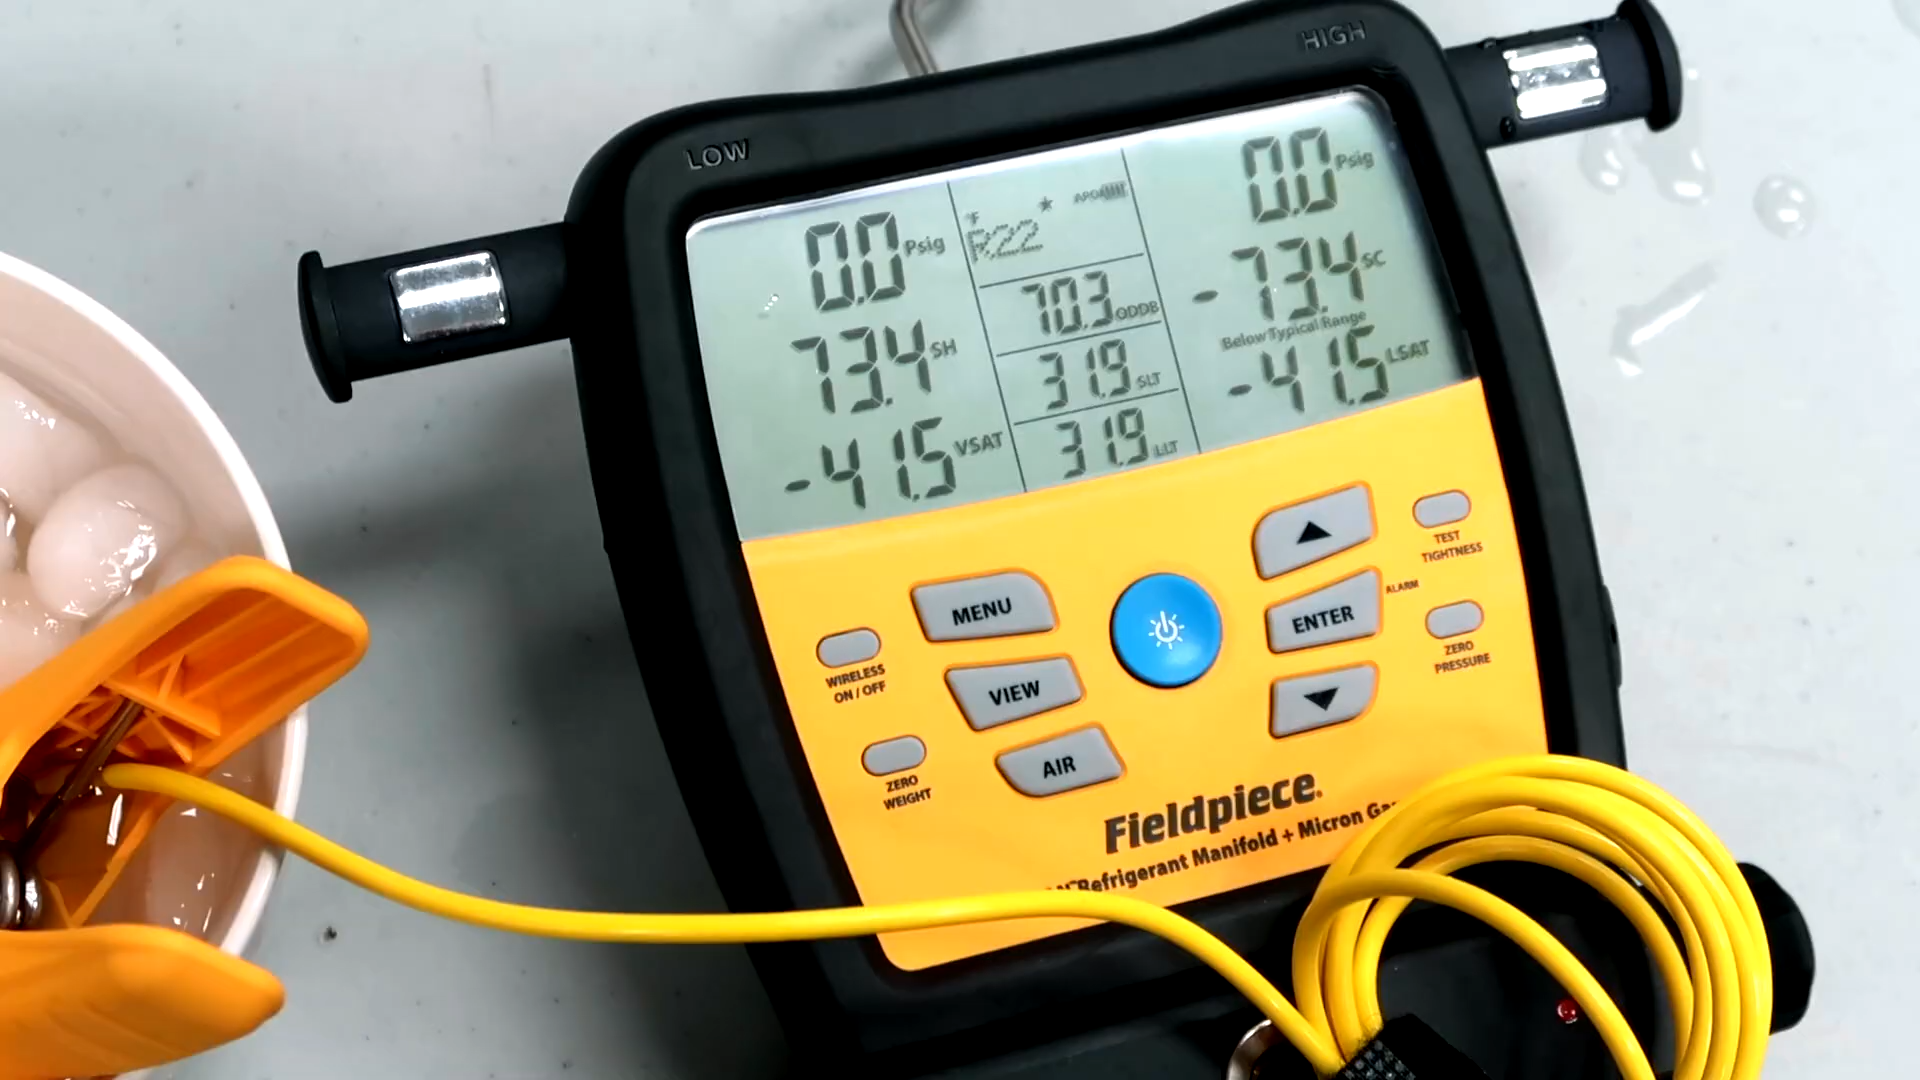 LOW
HIGH
0.0 Psig
73.4 SH
-41.5 VSAT
°F
R22
70.3 ODDB
31.9 SLT
31.9 LLT
0.0 Psig
-73.4 SC
Below Typical Range
-41.5 LSAT
MENU
VIEW
AIR
WIRELESS
ON / OFF
ZERO
WEIGHT
ENTER
ALARM
TEST
TIGHTNESS
ZERO
PRESSURE
Fieldpiece
Refrigerant Manifold + Micron